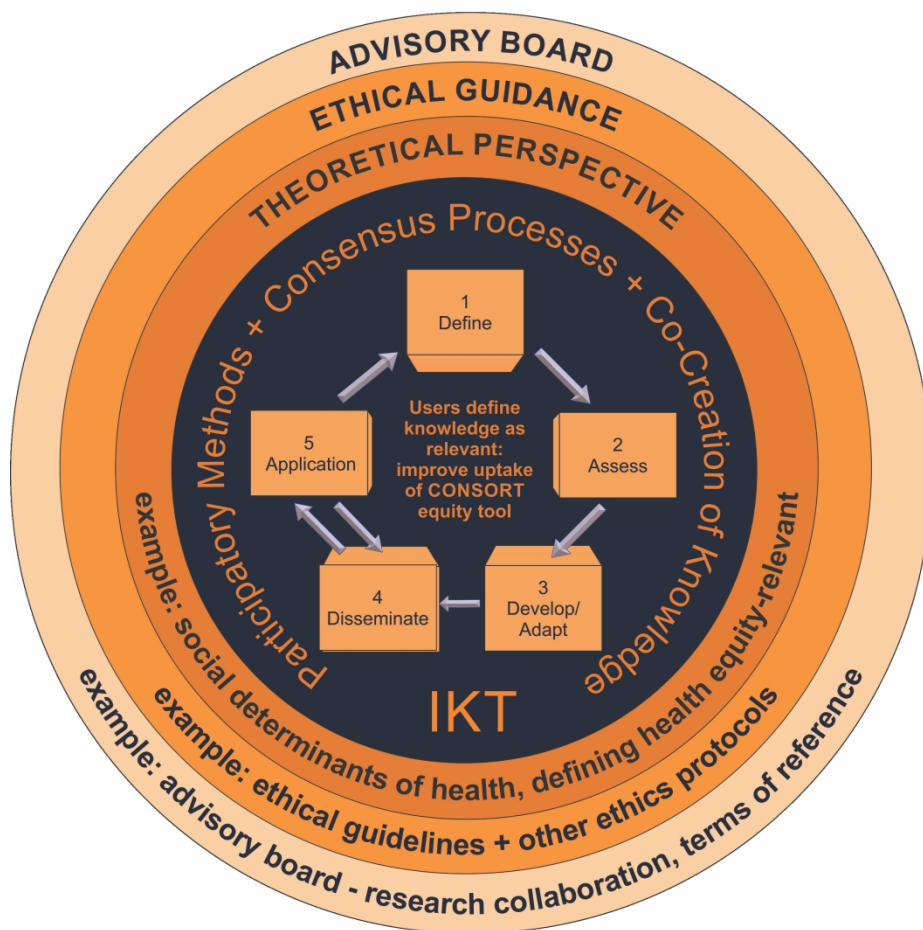 ADVISORY BOARD
ETHICAL GUIDANCE
THEORETICAL PERSPECTIVE
Participatory Methods + Consensus Processes + Co-Creation of Knowledge
1
Define
2
Assess
3
Develop/
Adapt
4
Disseminate
5
Application
Users define
knowledge as
relevant:
improve uptake
of CONSORT
equity tool
IKT
example: social determinants of health, defining health equity-relevant
example: ethical guidelines + other ethics protocols
example: advisory board - research collaboration, terms of reference